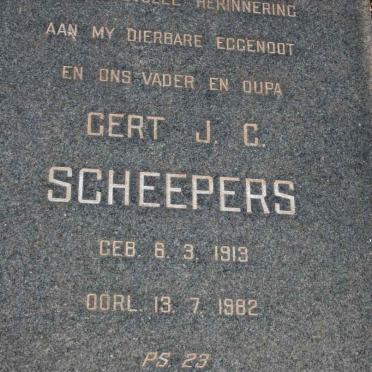 HERINNERING
AAN MY DIERBARE EGGENOOT
EN ONS VADER EN OUPA
GERT J. C.
SCHEEPERS
GEB. 6. 3. 1913
OORL. 13. 7. 1982
PS. 23